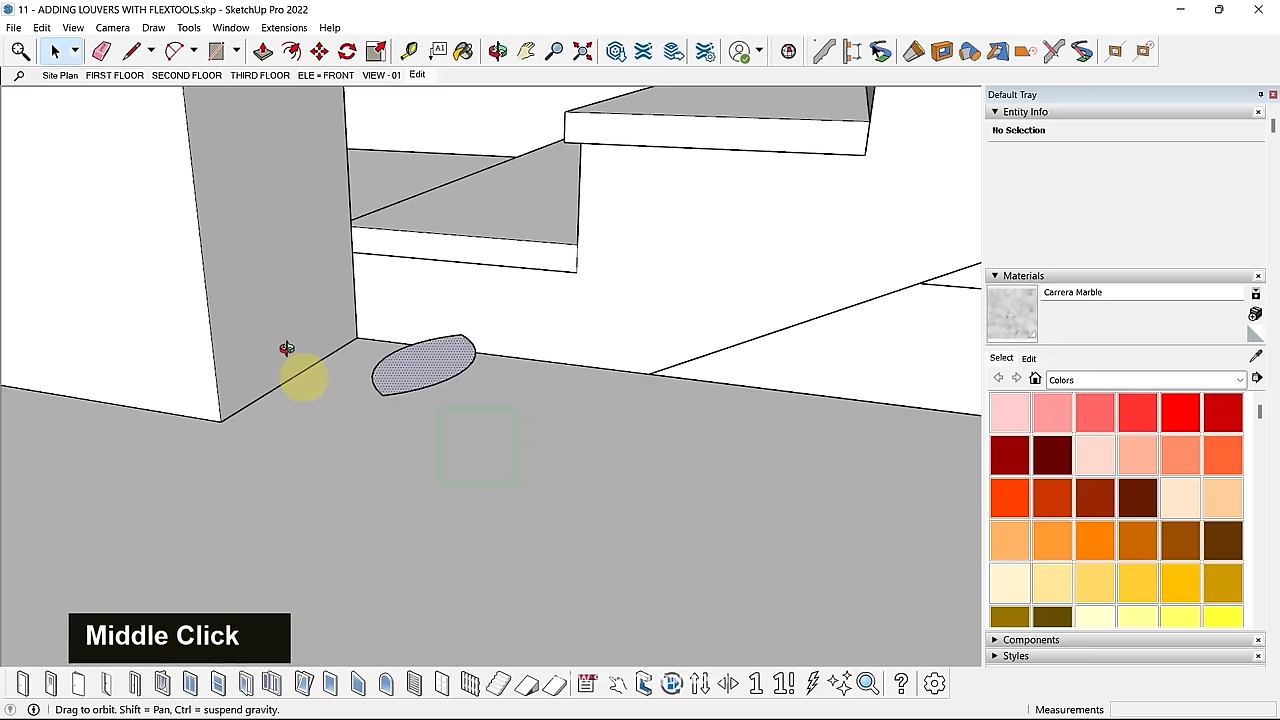 11 - ADDING LOUVERS WITH FLEXTOOLS.skp - SketchUp Pro 2022
File Edit View Camera Draw Tools Window Extensions Help
Site Plan FIRST FLOOR SECOND FLOOR THIRD FLOOR ELE = FRONT VIEW - 01 Edit
Default Tray
Entity Info
No Selection
Materials
Carrera Marble
Select Edit
Colors
Middle Click
Components
Styles
Drag to orbit. Shift = Pan, Ctrl = suspend gravity.
Measurements